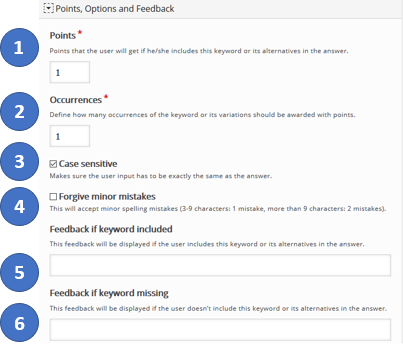 Points, Options and Feedback
1
Points *
Points that the user will get if he/she includes this keyword or its alternatives in the answer.
1
2
Occurrences *
Define how many occurrences of the keyword or its variations should be awarded with points.
1
3
Case sensitive
Makes sure the user input has to be exactly the same as the answer.
4
Forgive minor mistakes
This will accept minor spelling mistakes (3-9 characters: 1 mistake, more than 9 characters: 2 mistakes).
Feedback if keyword included
This feedback will be displayed if the user includes this keyword or its alternatives in the answer.
5
Feedback if keyword missing
This feedback will be displayed if the user doesn't include this keyword or its alternatives in the answer.
6